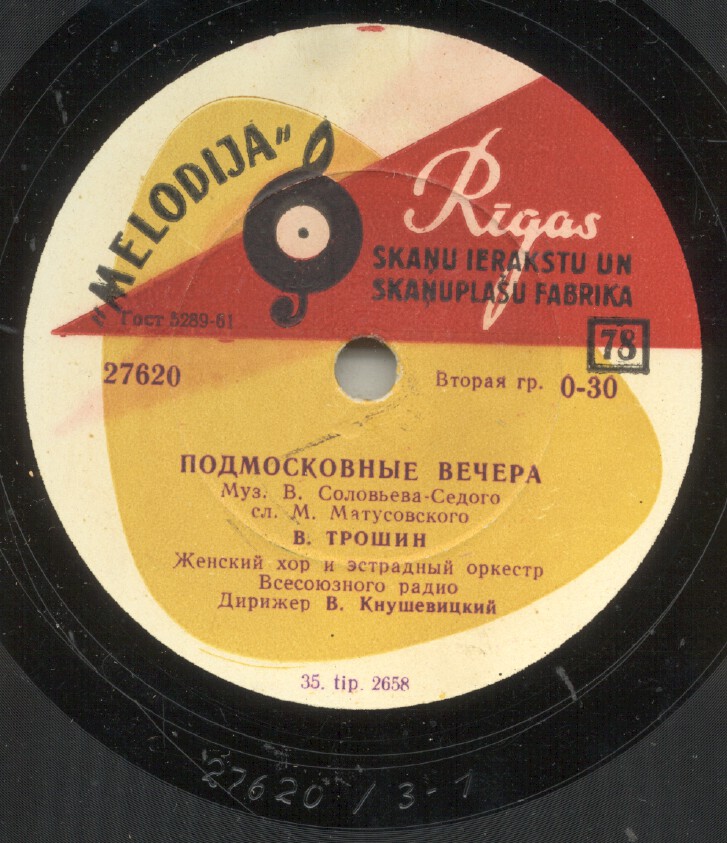 „MELODIJA”
Rīgas
SKAŅU IERAKSTU UN
SKAŅUPLAŠU FABRIKA
Гост 5289-61
78
27620
Вторая гр. 0-30
ПОДМОСКОВНЫЕ ВЕЧЕРА
Муз. В. Соловьева-Седого
сл. М. Матусовского
В. ТРОШИН
Женский хор и эстрадный оркестр
Всесоюзного радио
Дирижер В. Кнушевицкий
35. tip. 2658
27620 / 3-1